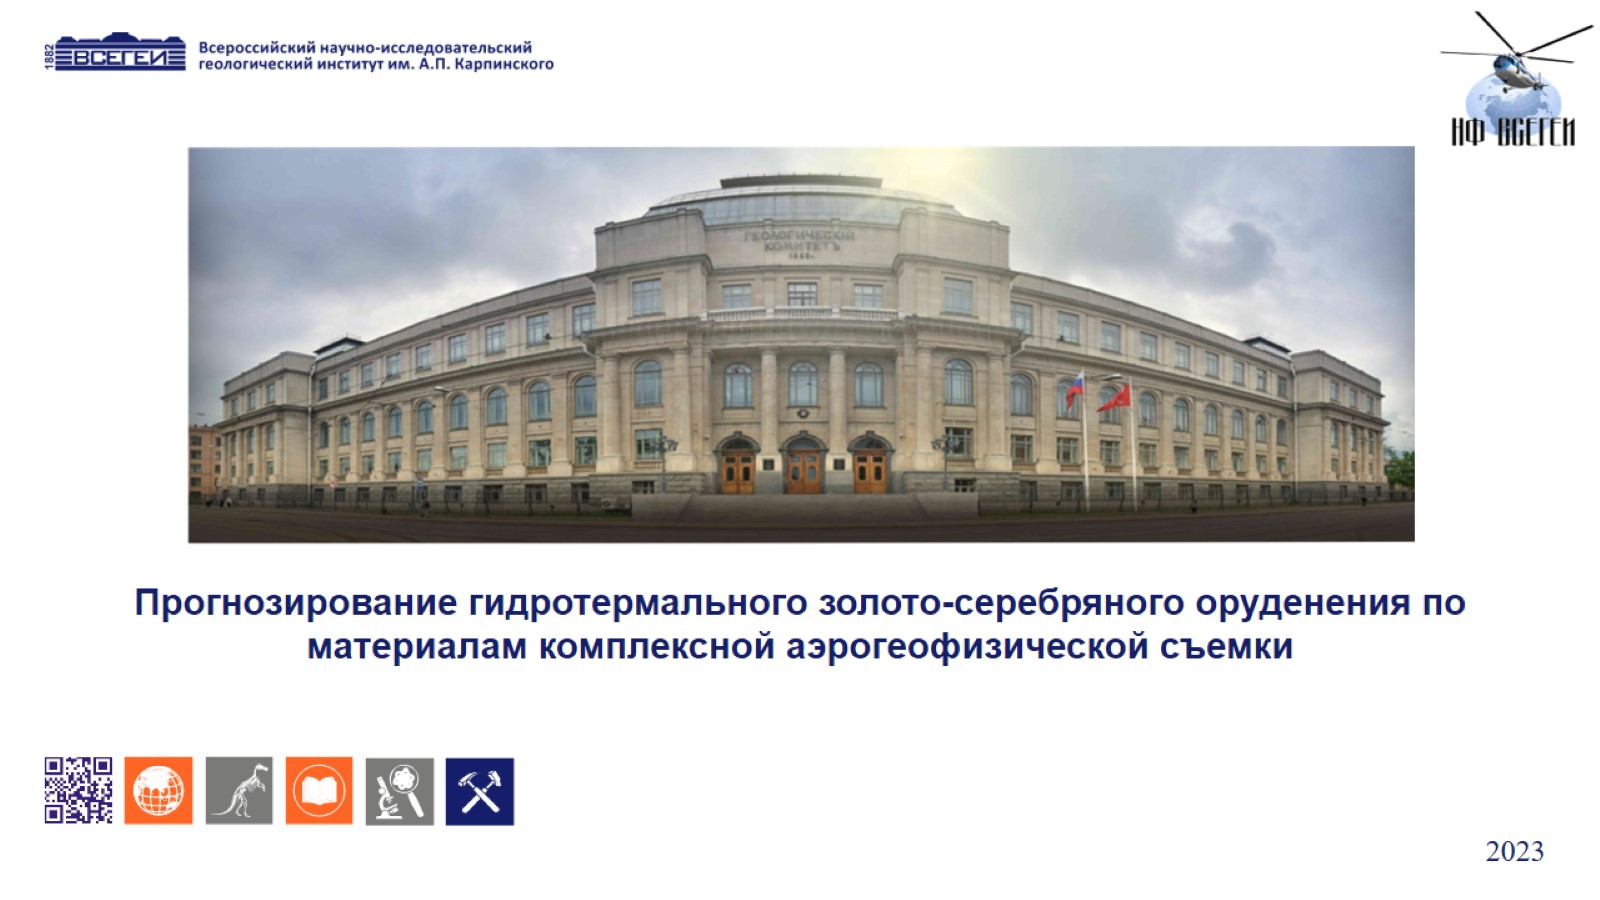 1882
ВСЕГЕИ
Всероссийский научно-исследовательский
геологический институт им. А.П. Карпинского
НФ ВСЕГЕИ
ГЕОЛОГИЧЕСКІЙ
КОМИТЕТЪ
Прогнозирование гидротермального золото-серебряного оруденения по
материалам комплексной аэрогеофизической съемки
2023